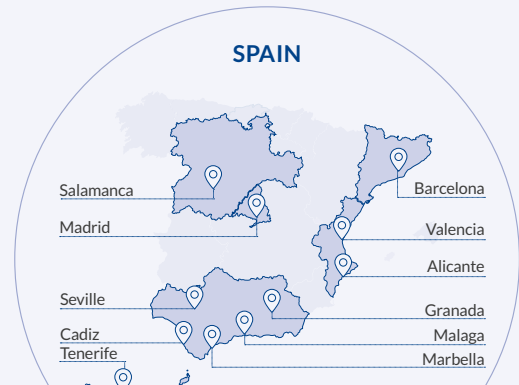 SPAIN
Salamanca
Barcelona
Madrid
Valencia
Alicante
Seville
Granada
Cadiz
Malaga
Tenerife
Marbella